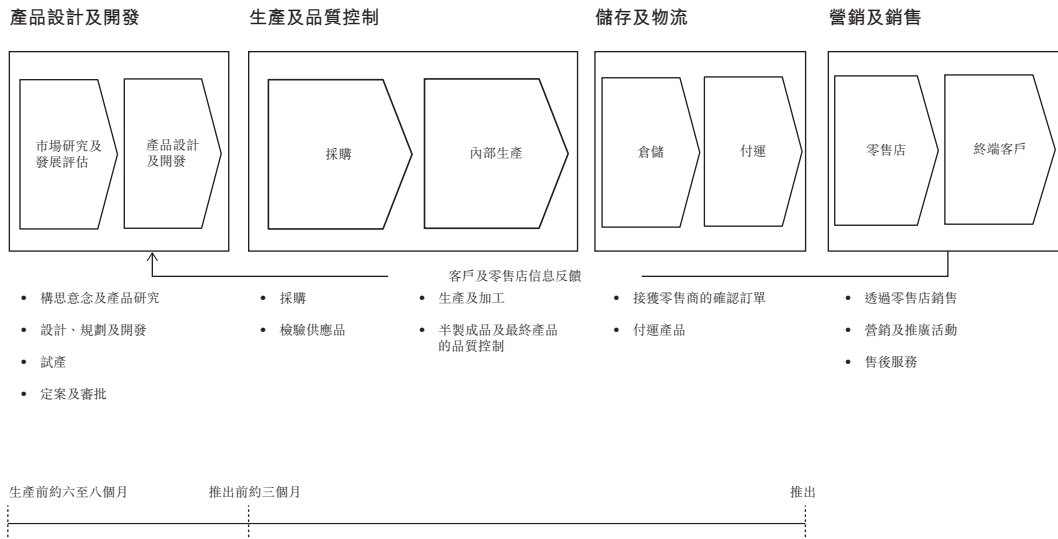 產品設計及開發
生產及品質控制
儲存及物流
營銷及銷售
市場研究及
發展評估
產品設計
及開發
採購
內部生產
倉儲
付運
零售店
終端客戶
客戶及零售店信息反饋
• 構思意念及產品研究
• 設計、規劃及開發
• 試產
• 定案及審批
• 採購
• 檢驗供應品
• 生產及加工
• 半製成品及最終產品
的品質控制
• 接獲零售商的確認訂單
• 付運產品
• 透過零售店銷售
• 營銷及推廣活動
• 售後服務
生產前約六至八個月
推出前約三個月
推出